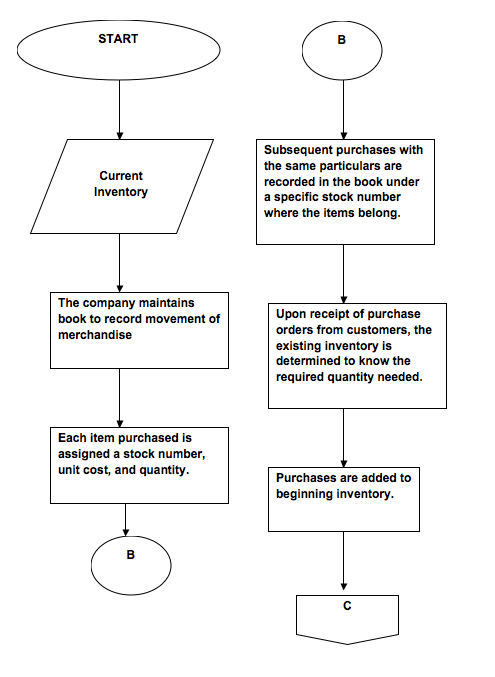 START
Current
Inventory
The company maintains
book to record movement of
merchandise
Each item purchased is
assigned a stock number,
unit cost, and quantity.
B
B
Subsequent purchases with
the same particulars are
recorded in the book under
a specific stock number
where the items belong.
Upon receipt of purchase
orders from customers, the
existing inventory is
determined to know the
required quantity needed.
Purchases are added to
beginning inventory.
C